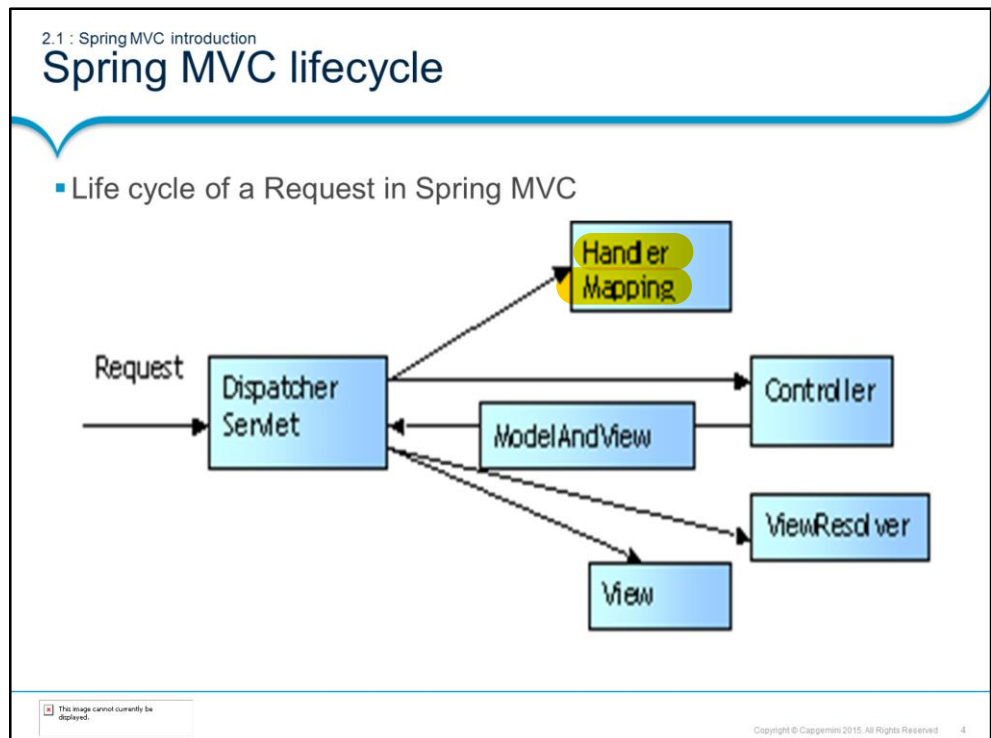 2.1 : Spring MVC introduction
Spring MVC lifecycle
▪ Life cycle of a Request in Spring MVC
Handler
Mapping
Request
Dispatcher
Servlet
Controller
ModelAndView
ViewResolver
View
This image cannot currently be
displayed.
Copyright © Capgemini 2015. All Rights Reserved 4